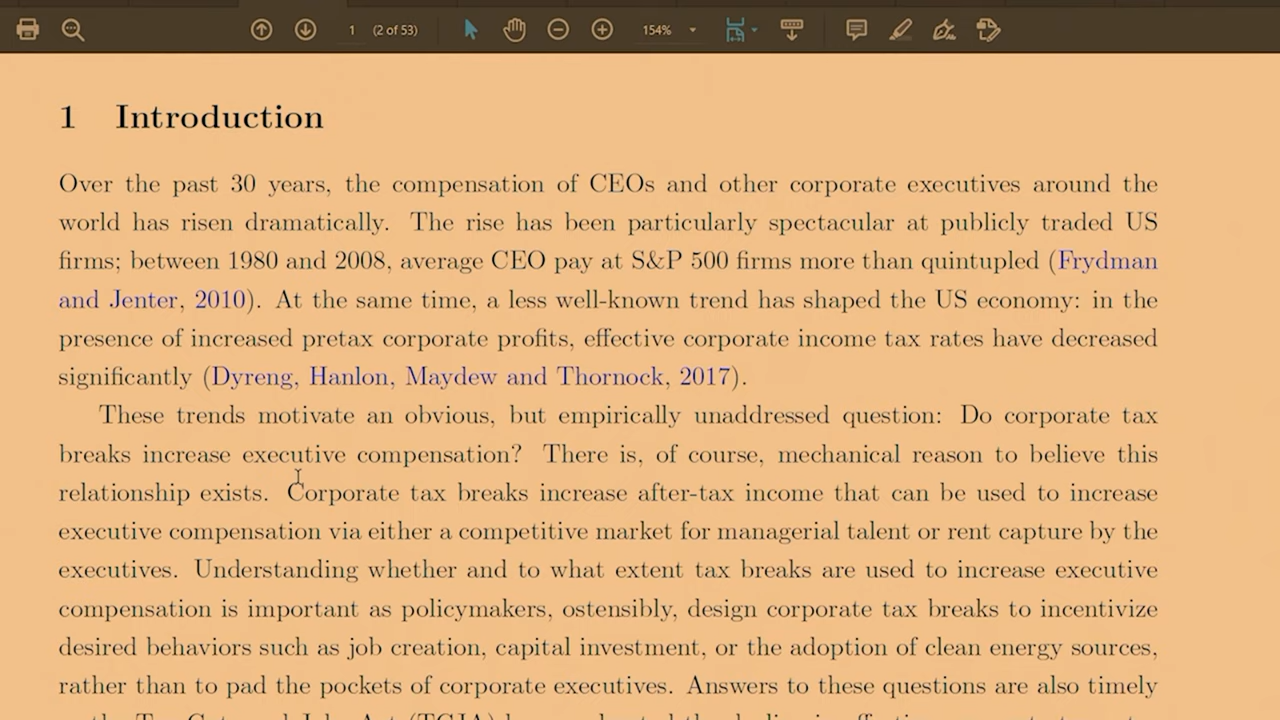 1 (2 of 53) 154%
1 Introduction
Over the past 30 years, the compensation of CEOs and other corporate executives around the
world has risen dramatically. The rise has been particularly spectacular at publicly traded US
firms; between 1980 and 2008, average CEO pay at S&P 500 firms more than quintupled (Frydman
and Jenter, 2010). At the same time, a less well-known trend has shaped the US economy: in the
presence of increased pretax corporate profits, effective corporate income tax rates have decreased
significantly (Dyreng, Hanlon, Maydew and Thornock, 2017).
These trends motivate an obvious, but empirically unaddressed question: Do corporate tax
breaks increase executive compensation? There is, of course, mechanical reason to believe this
relationship exists. Corporate tax breaks increase after-tax income that can be used to increase
executive compensation via either a competitive market for managerial talent or rent capture by the
executives. Understanding whether and to what extent tax breaks are used to increase executive
compensation is important as policymakers, ostensibly, design corporate tax breaks to incentivize
desired behaviors such as job creation, capital investment, or the adoption of clean energy sources,
rather than to pad the pockets of corporate executives. Answers to these questions are also timely